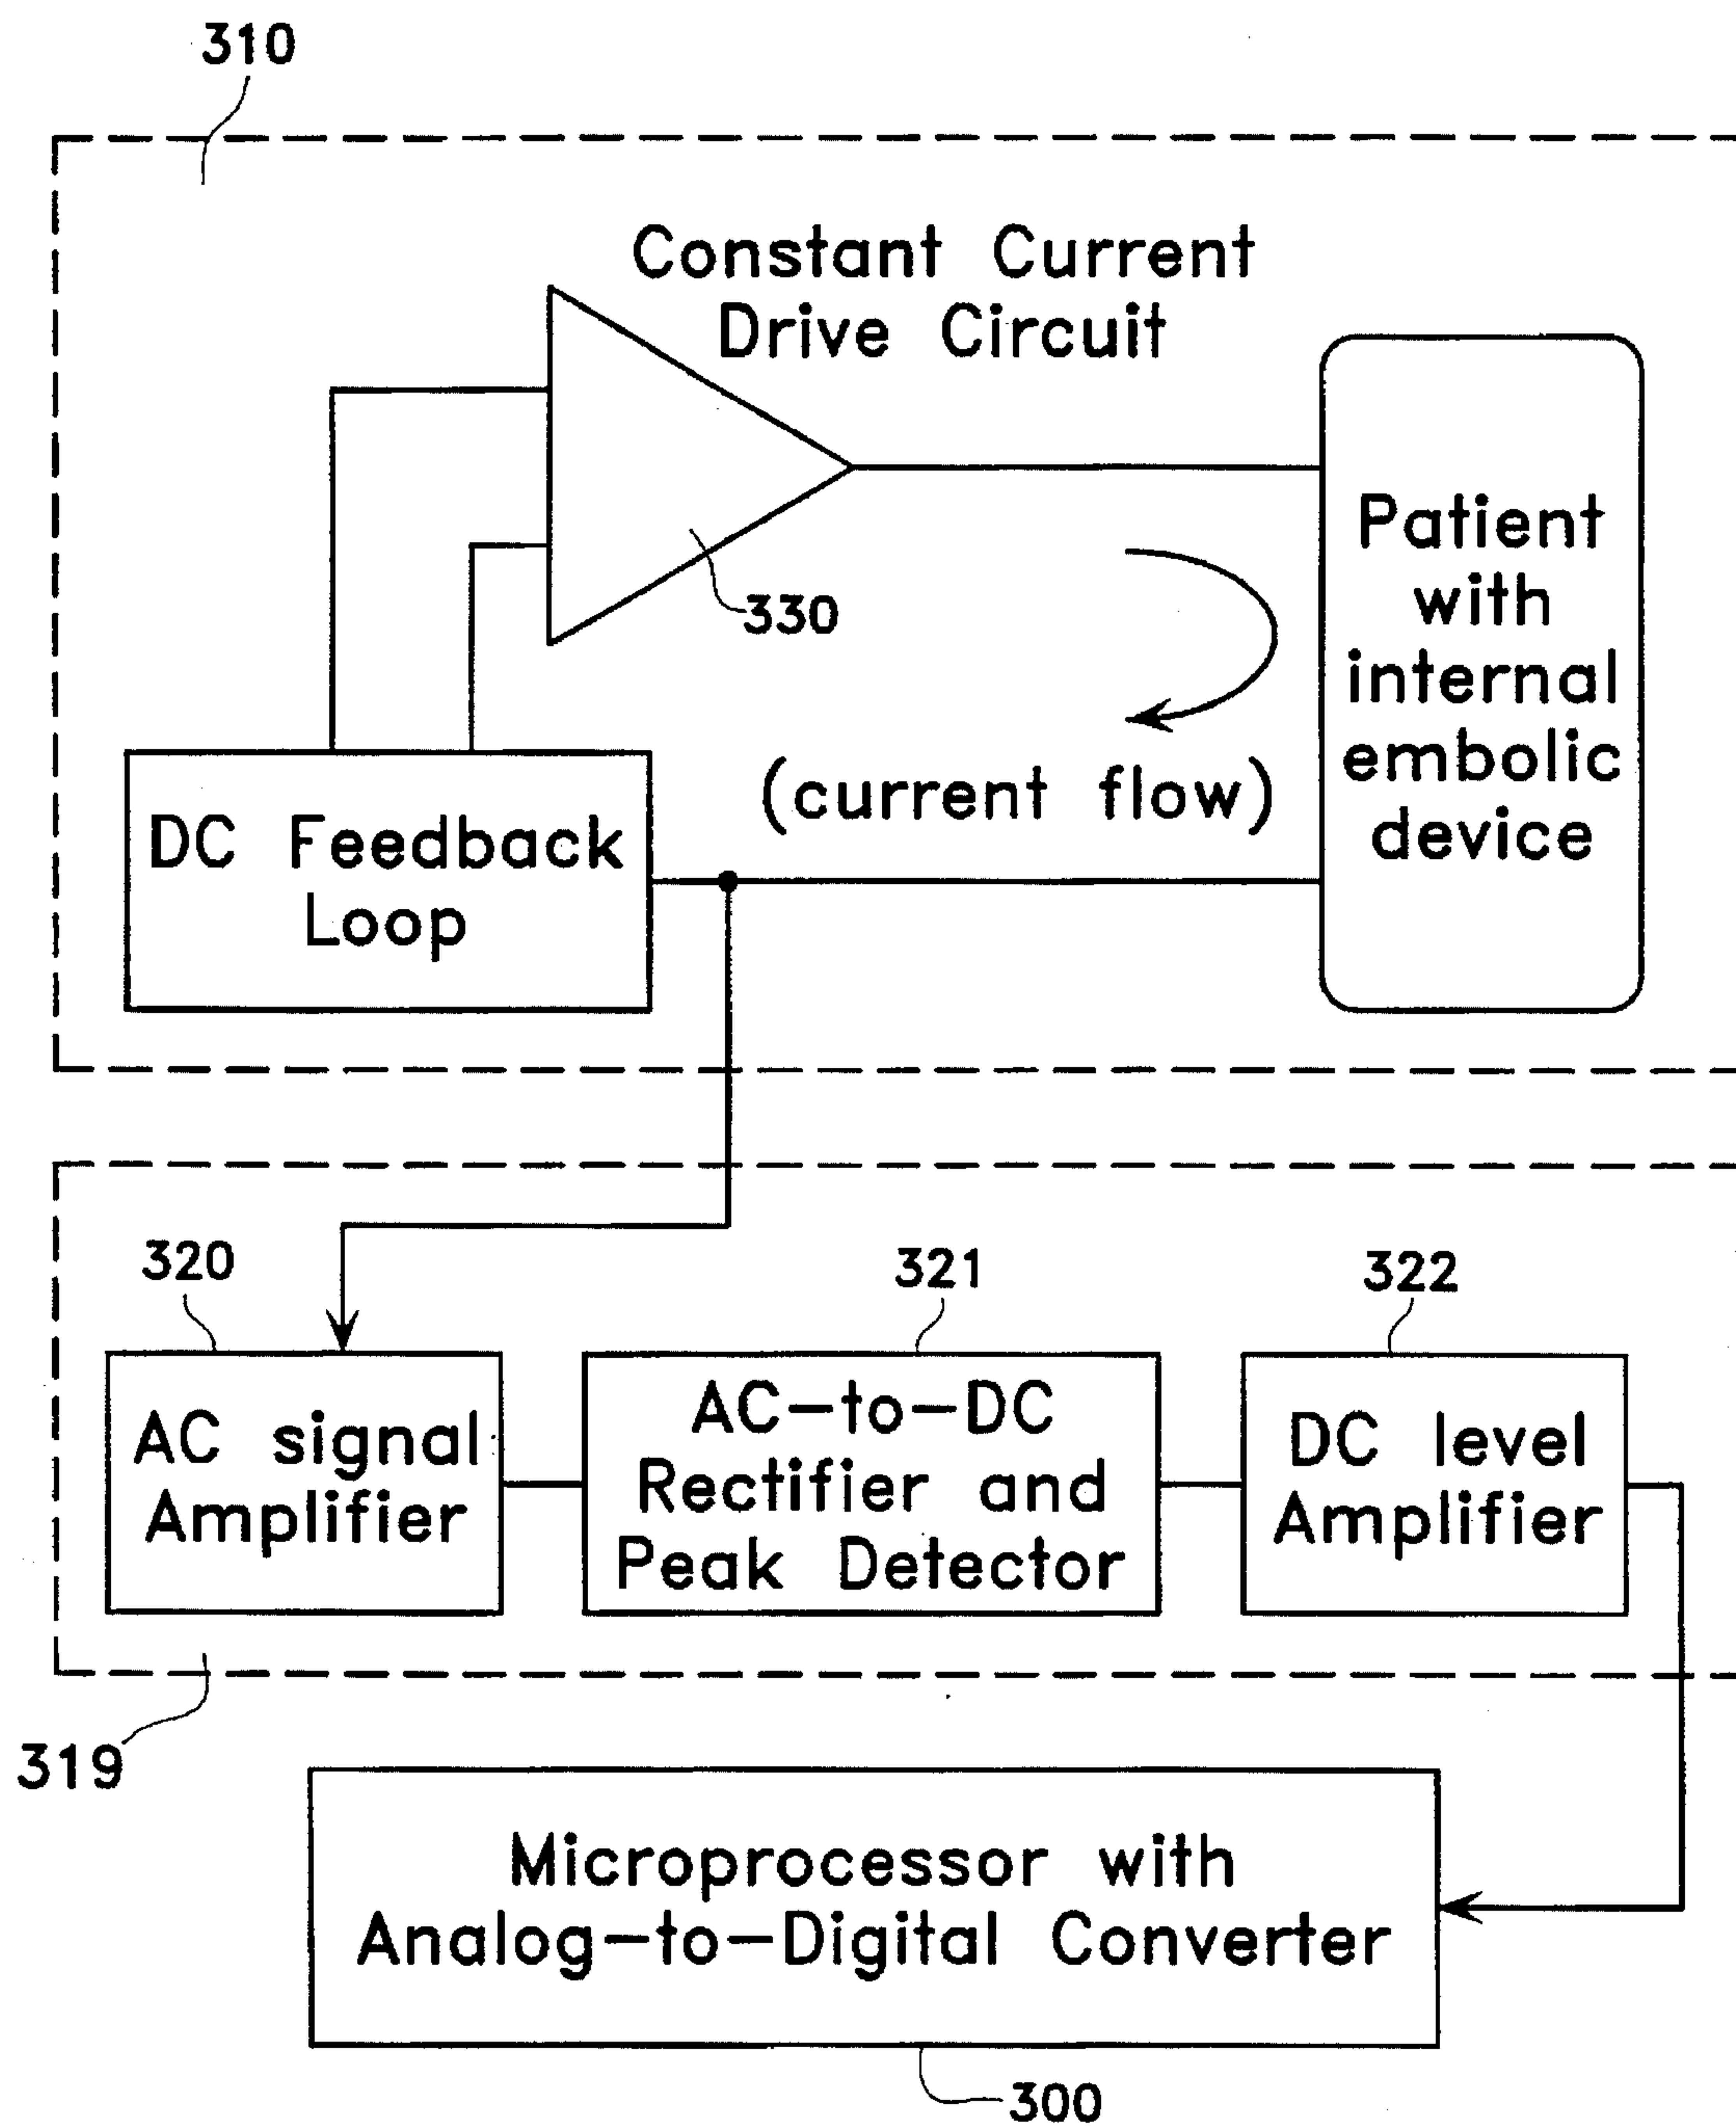 310
Constant Current
Drive Circuit
330
Patient
with
internal
embolic
device
(current flow)
DC Feedback
Loop
320
321
322
AC signal
Amplifier
AC-to-DC
Rectifier and
Peak Detector
DC level
Amplifier
319
Microprocessor with
Analog-to-Digital Converter
300